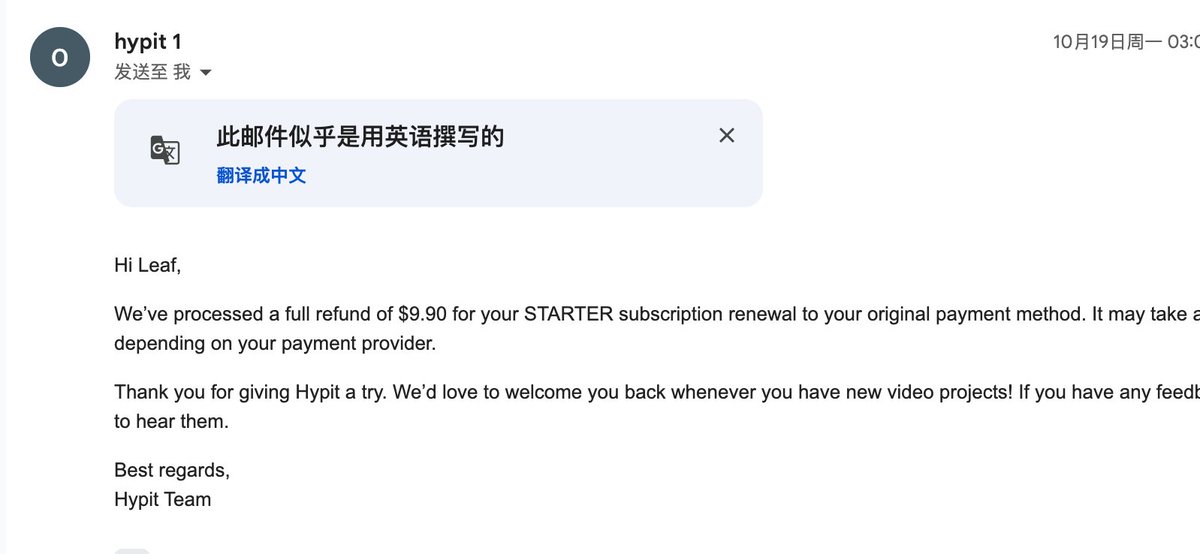 O
hypit 1
10月19日周一 03:0
发送至 我
此邮件似乎是用英语撰写的
翻译成中文
Hi Leaf,
We’ve processed a full refund of $9.90 for your STARTER subscription renewal to your original payment method. It may take
depending on your payment provider.
Thank you for giving Hypit a try. We’d love to welcome you back whenever you have new video projects! If you have any
to hear them.
Best regards,
Hypit Team